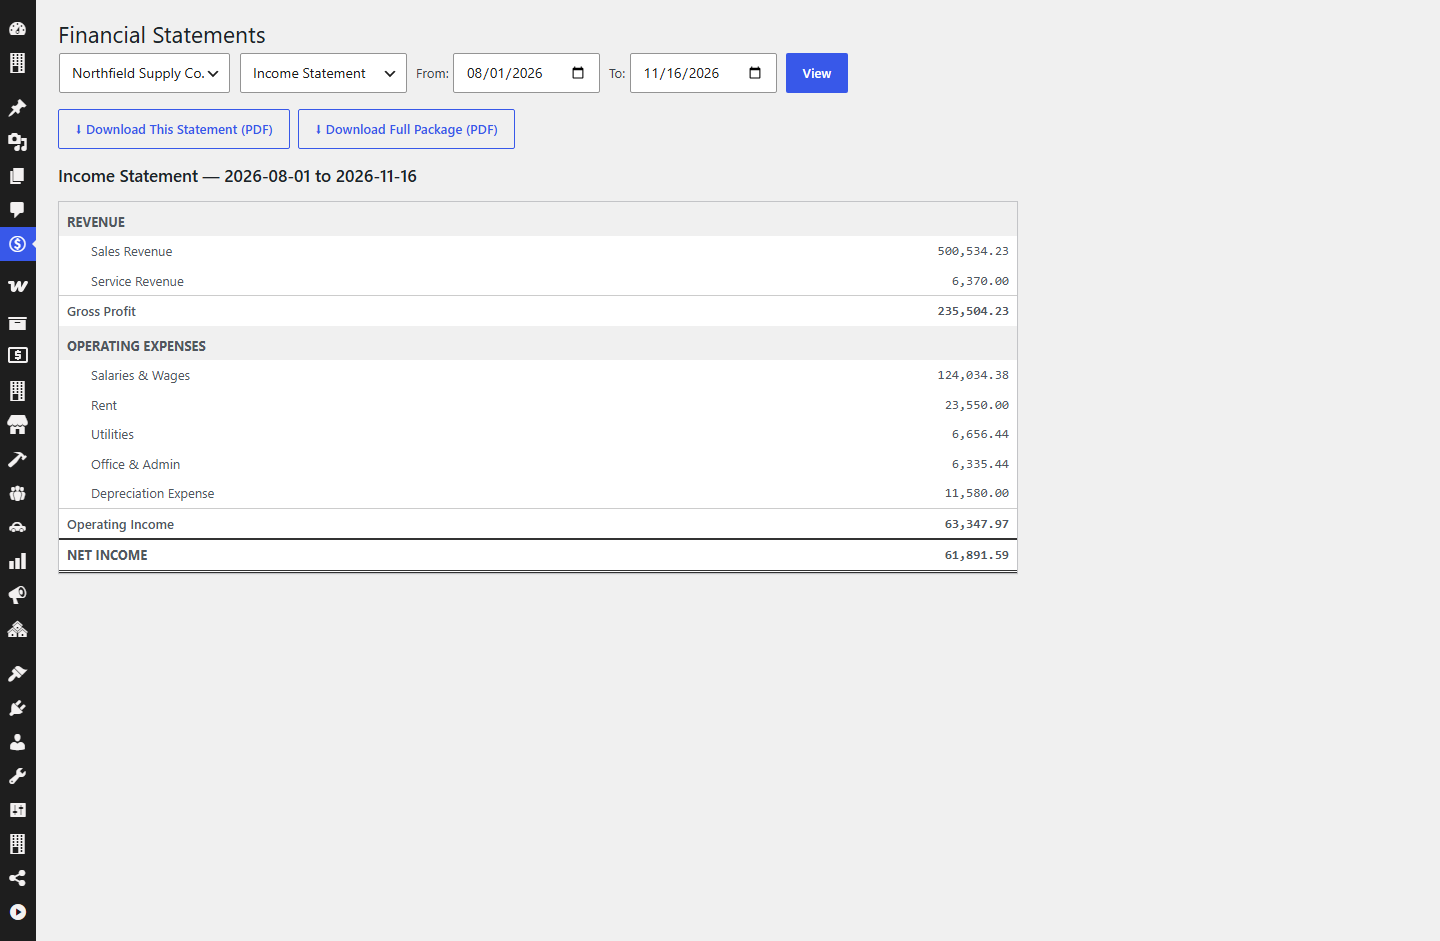 Financial Statements
Northfield Supply Co. Income Statement From: 08/01/2026 To: 11/16/2026 View
⭳ Download This Statement (PDF) ⭳ Download Full Package (PDF)
Income Statement — 2026-08-01 to 2026-11-16
REVENUE
Sales Revenue 500,534.23
Service Revenue 6,370.00
Gross Profit 235,504.23
OPERATING EXPENSES
Salaries & Wages 124,034.38
Rent 23,550.00
Utilities 6,656.44
Office & Admin 6,335.44
Depreciation Expense 11,580.00
Operating Income 63,347.97
NET INCOME 61,891.59